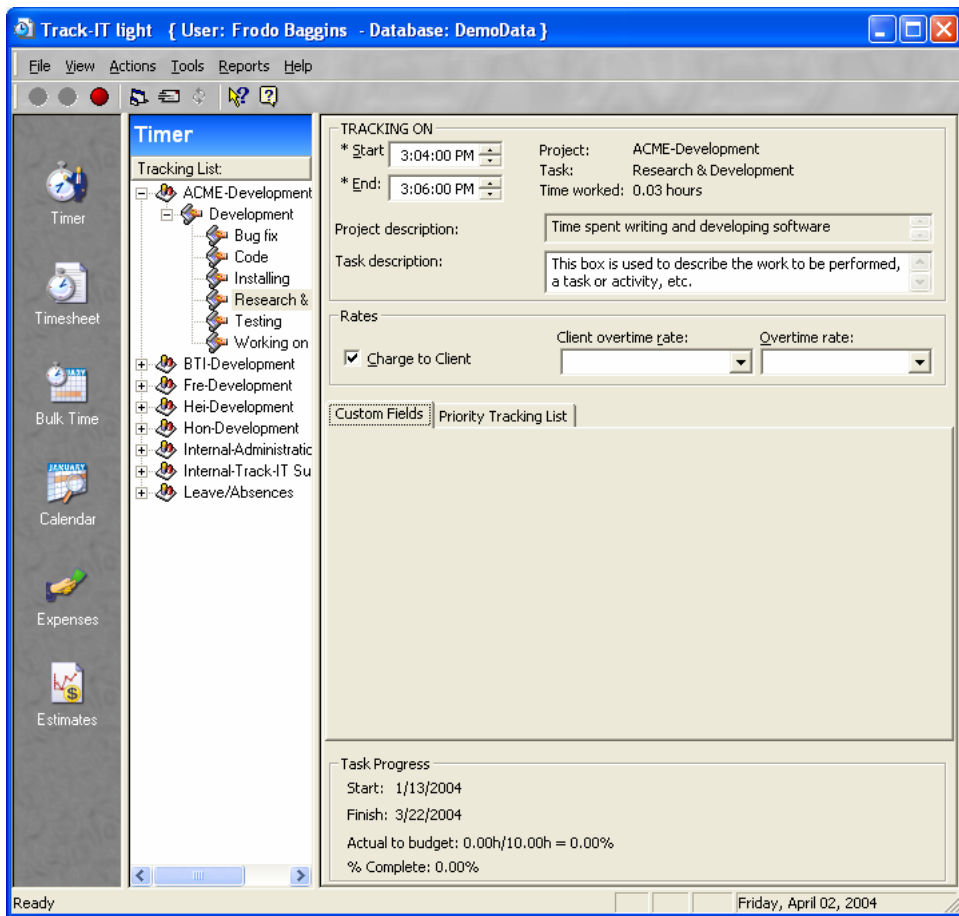 Track-IT light { User: Frodo Baggins - Database: DemoData }
File View Actions Tools Reports Help
Timer
Timesheet
Bulk Time
JANUARY
Calendar
Expenses
Estimates
Timer
Tracking List:
ACME-Development
Development
Bug fix
Code
Installing
Research &
Testing
Working on
BTI-Development
Fre-Development
Hei-Development
Hon-Development
Internal-Administratic
Internal-Track-IT Su
Leave/Absences
TRACKING ON
* Start 3:04:00 PM
* End: 3:06:00 PM
Project: ACME-Development
Task: Research & Development
Time worked: 0.03 hours
Project description: Time spent writing and developing software
Task description: This box is used to describe the work to be performed,
a task or activity, etc.
Rates
Charge to Client
Client overtime rate:
Overtime rate:
Custom Fields Priority Tracking List
Task Progress
Start: 1/13/2004
Finish: 3/22/2004
Actual to budget: 0.00h/10.00h = 0.00%
% Complete: 0.00%
Ready
Friday, April 02, 2004